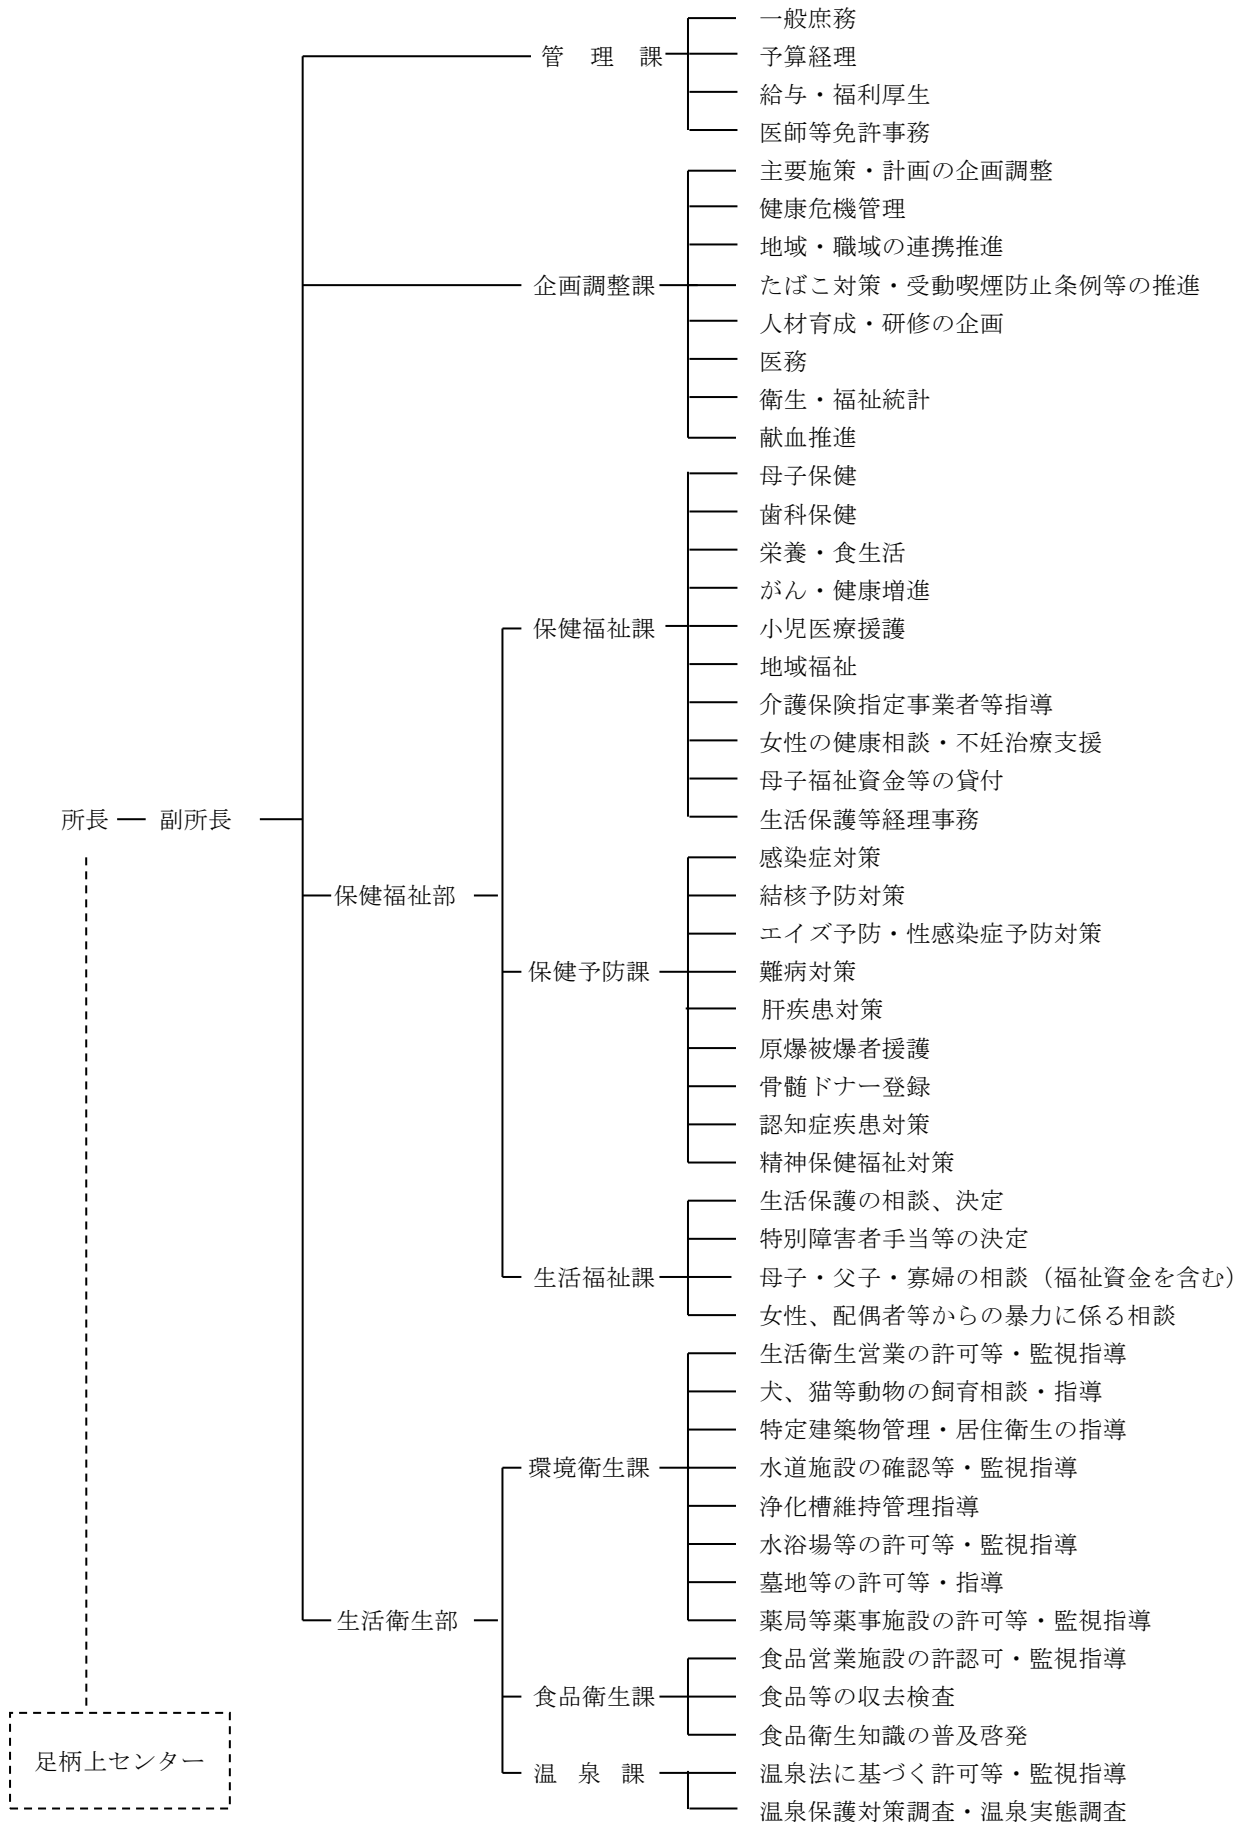 一般庶務
管　理　課
予算経理
給与・福利厚生
医師等免許事務
主要施策・計画の企画調整
健康危機管理
地域・職域の連携推進
企画調整課
たばこ対策・受動喫煙防止条例等の推進
人材育成・研修の企画
医務
衛生・福祉統計
献血推進
母子保健
歯科保健
栄養・食生活
がん・健康増進
保健福祉課
小児医療援護
地域福祉
介護保険指定事業者等指導
女性の健康相談・不妊治療支援
母子福祉資金等の貸付
生活保護等経理事務
所長
副所長
感染症対策
保健福祉部
結核予防対策
エイズ予防・性感染症予防対策
保健予防課
難病対策
肝疾患対策
原爆被爆者援護
骨髄ドナー登録
認知症疾患対策
精神保健福祉対策
生活保護の相談、決定
特別障害者手当等の決定
生活福祉課
母子・父子・寡婦の相談（福祉資金を含む）
女性、配偶者等からの暴力に係る相談
生活衛生営業の許可等・監視指導
犬、猫等動物の飼育相談・指導
特定建築物管理・居住衛生の指導
環境衛生課
水道施設の確認等・監視指導
浄化槽維持管理指導
水浴場等の許可等・監視指導
墓地等の許可等・指導
生活衛生部
薬局等薬事施設の許可等・監視指導
食品営業施設の許認可・監視指導
食品衛生課
食品等の収去検査
食品衛生知識の普及啓発
足柄上センター
温　泉　課
温泉法に基づく許可等・監視指導
温泉保護対策調査・温泉実態調査